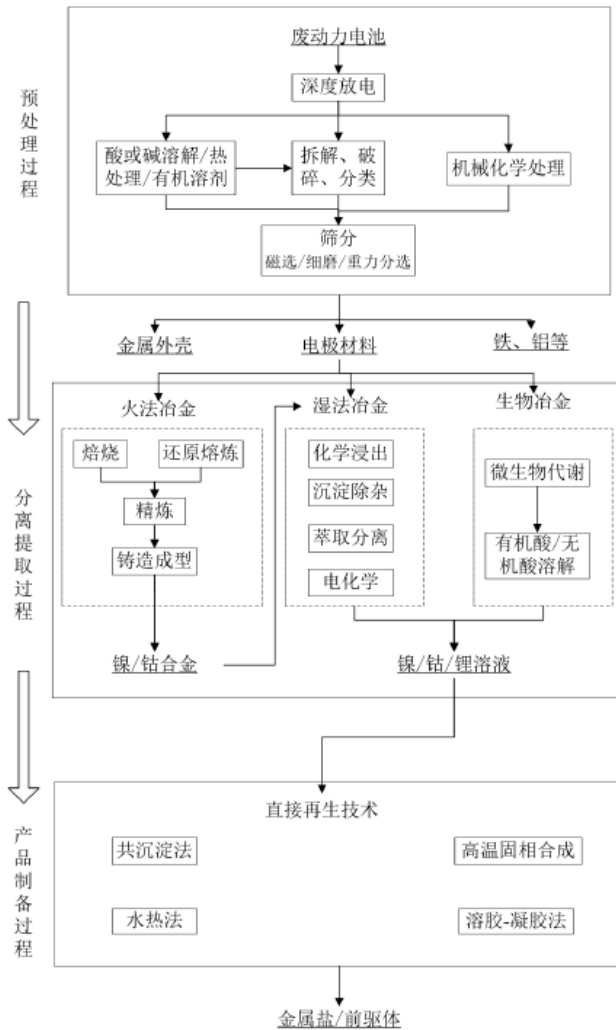 废动力电池
深度放电
预处理过程
酸或碱溶解/热
处理/有机溶剂
拆解、破
碎、分类
机械化学处理
筛分
磁选/细磨/重力分选
金属外壳
电极材料
铁、铝等
分离提取过程
火法冶金
湿法冶金
生物冶金
焙烧
还原熔炼
精炼
铸造成型
化学浸出
沉淀除杂
萃取分离
电化学
微生物代谢
有机酸/无
机酸溶解
镍/钴合金
镍/钴/锂溶液
产品制备过程
直接再生技术
共沉淀法
高温固相合成
水热法
溶胶-凝胶法
金属盐/前驱体